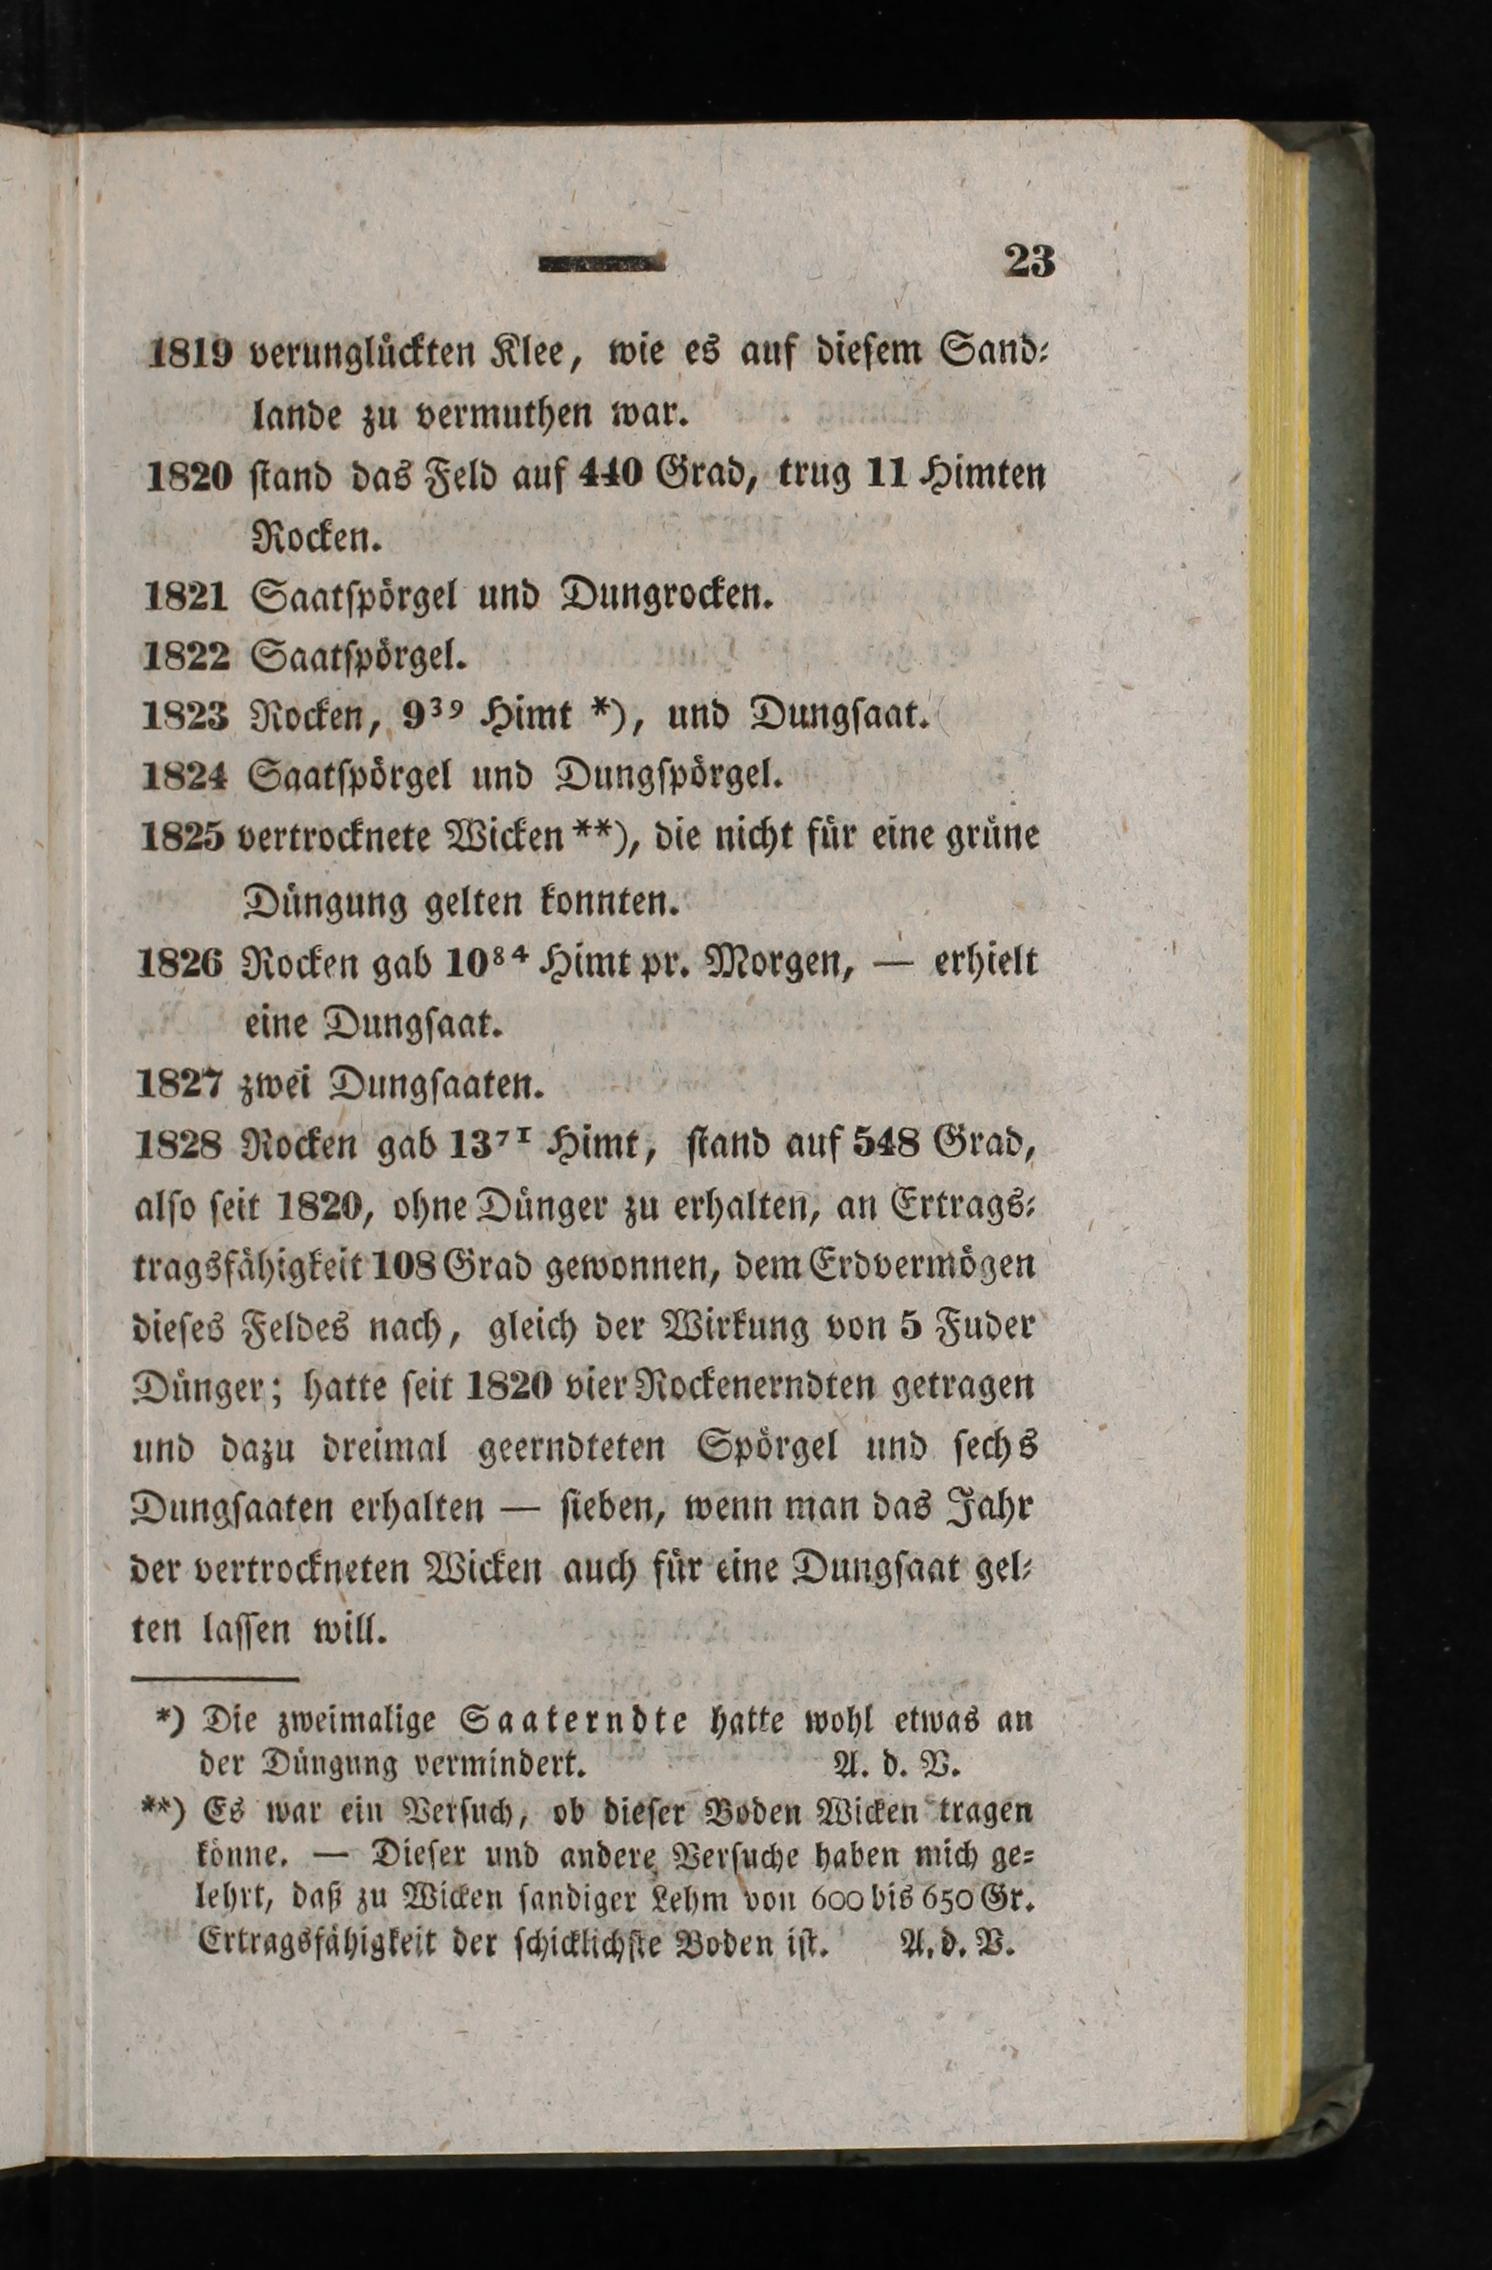 23
1819 verunglückten Klee, wie es auf dieſem Sand-
lande zu vermuthen war.
1820 ſtand das Feld auf 440 Grad, trug 11 Himten
Rocken.
1821 Saatſpörgel und Dungrocken.
1822 Saatſpörgel.
1823 Rocken, 9³⁹ Himt *), und Dungſaat.
1824 Saatſpörgel und Dungſpörgel.
1825 vertrocknete Wicken **), die nicht für eine grüne
Düngung gelten konnten.
1826 Rocken gab 10⁸⁴ Himt pr. Morgen, — erhielt
eine Dungſaat.
1827 zwei Dungſaaten.
1828 Rocken gab 13⁷¹ Himt, ſtand auf 548 Grad,
alſo ſeit 1820, ohne Dünger zu erhalten, an Ertrags-
tragsfähigkeit 108 Grad gewonnen, dem Erdvermögen
dieſes Feldes nach, gleich der Wirkung von 5 Fuder
Dünger; hatte ſeit 1820 vier Rockenerndten getragen
und dazu dreimal geerndteten Spörgel und ſechs
Dungſaaten erhalten — ſieben, wenn man das Jahr
der vertrockneten Wicken auch für eine Dungſaat gel-
ten laſſen will.
*) Die zweimalige Saaterndte hatte wohl etwas an
der Düngung vermindert. A. d. V.
**) Es war ein Verſuch, ob dieſer Boden Wicken tragen
könne. — Dieſer und andere Verſuche haben mich ge-
lehrt, daß zu Wicken ſandiger Lehm von 600 bis 650 Gr.
Ertragsfähigkeit der ſchicklichſte Boden iſt. A. d. V.